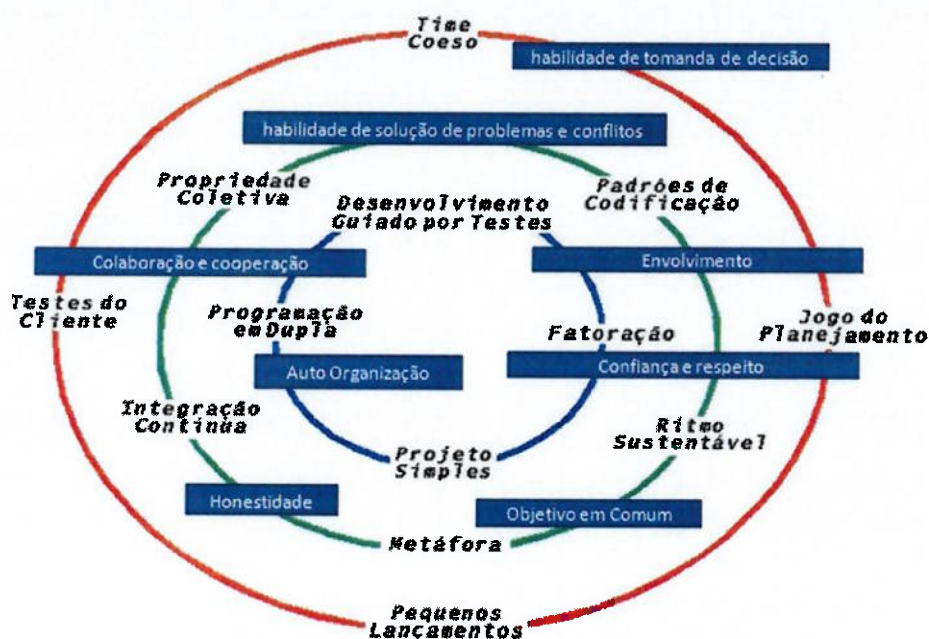 Time
Coeso
habilidade de tomanda de decisão
habilidade de solução de problemas e conflitos
Propriedade
Coletiva
Padrões de
Codificação
Desenvolvimento
Guiado por Testes
Colaboração e cooperação
Envolvimento
Testes do
Cliente
Programação
em Dupla
Fatoração
Jogo do
Planejamento
Auto Organização
Confiança e respeito
Integração
Contínua
Ritmo
Sustentável
Projeto
Simples
Honestidade
Objetivo em Comum
Metáfora
Pequenos
Lançamentos